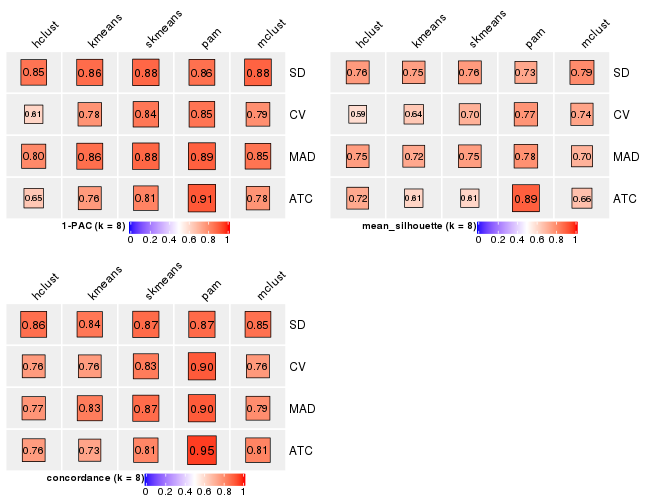 hclust kmeans skmeans pam mclust
0.85 0.86 0.88 0.86 0.88 SD
0.61 0.78 0.84 0.85 0.79 CV
0.80 0.86 0.88 0.89 0.85 MAD
0.65 0.76 0.81 0.91 0.78 ATC
1-PAC (k = 8)
0 0.2 0.4 0.6 0.8 1
hclust kmeans skmeans pam mclust
0.76 0.75 0.76 0.73 0.79 SD
0.59 0.64 0.70 0.77 0.74 CV
0.75 0.72 0.75 0.78 0.70 MAD
0.72 0.61 0.61 0.89 0.66 ATC
mean_silhouette (k = 8)
0 0.2 0.4 0.6 0.8 1
hclust kmeans skmeans pam mclust
0.86 0.84 0.87 0.87 0.85 SD
0.76 0.76 0.83 0.90 0.76 CV
0.77 0.83 0.87 0.90 0.79 MAD
0.76 0.73 0.81 0.95 0.81 ATC
concordance (k = 8)
0 0.2 0.4 0.6 0.8 1